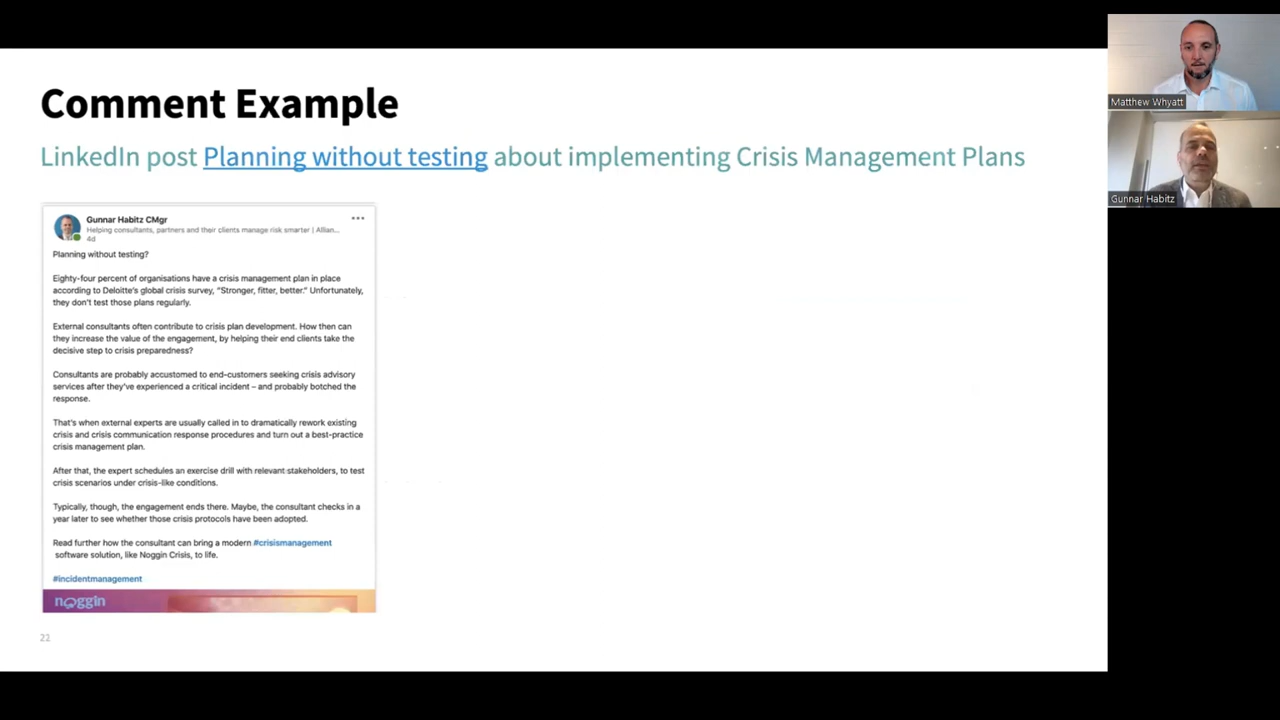 Comment Example
LinkedIn post Planning without testing about implementing Crisis Management Plans
Gunnar Habitz CMgr
Helping consultants, partners and their clients manage risk smarter | Allian...
4d
Planning without testing?
Eighty-four percent of organisations have a crisis management plan in place
according to Deloitte's global crisis survey, "Stronger, fitter, better." Unfortunately,
they don't test those plans regularly.
External consultants often contribute to crisis plan development. How then can
they increase the value of the engagement, by helping their end clients take the
decisive step to crisis preparedness?
Consultants are probably accustomed to end-customers seeking crisis advisory
services after they've experienced a critical incident – and probably botched the
response.
That's when external experts are usually called in to dramatically rework existing
crisis and crisis communication response procedures and turn out a best-practice
crisis management plan.
After that, the expert schedules an exercise drill with relevant stakeholders, to test
crisis scenarios under crisis-like conditions.
Typically, though, the engagement ends there. Maybe, the consultant checks in a
year later to see whether those crisis protocols have been adopted.
Read further how the consultant can bring a modern #crisismanagement
software solution, like Noggin Crisis, to life.
#incidentmanagement
noggin
22
Matthew Whyatt
Gunnar Habitz